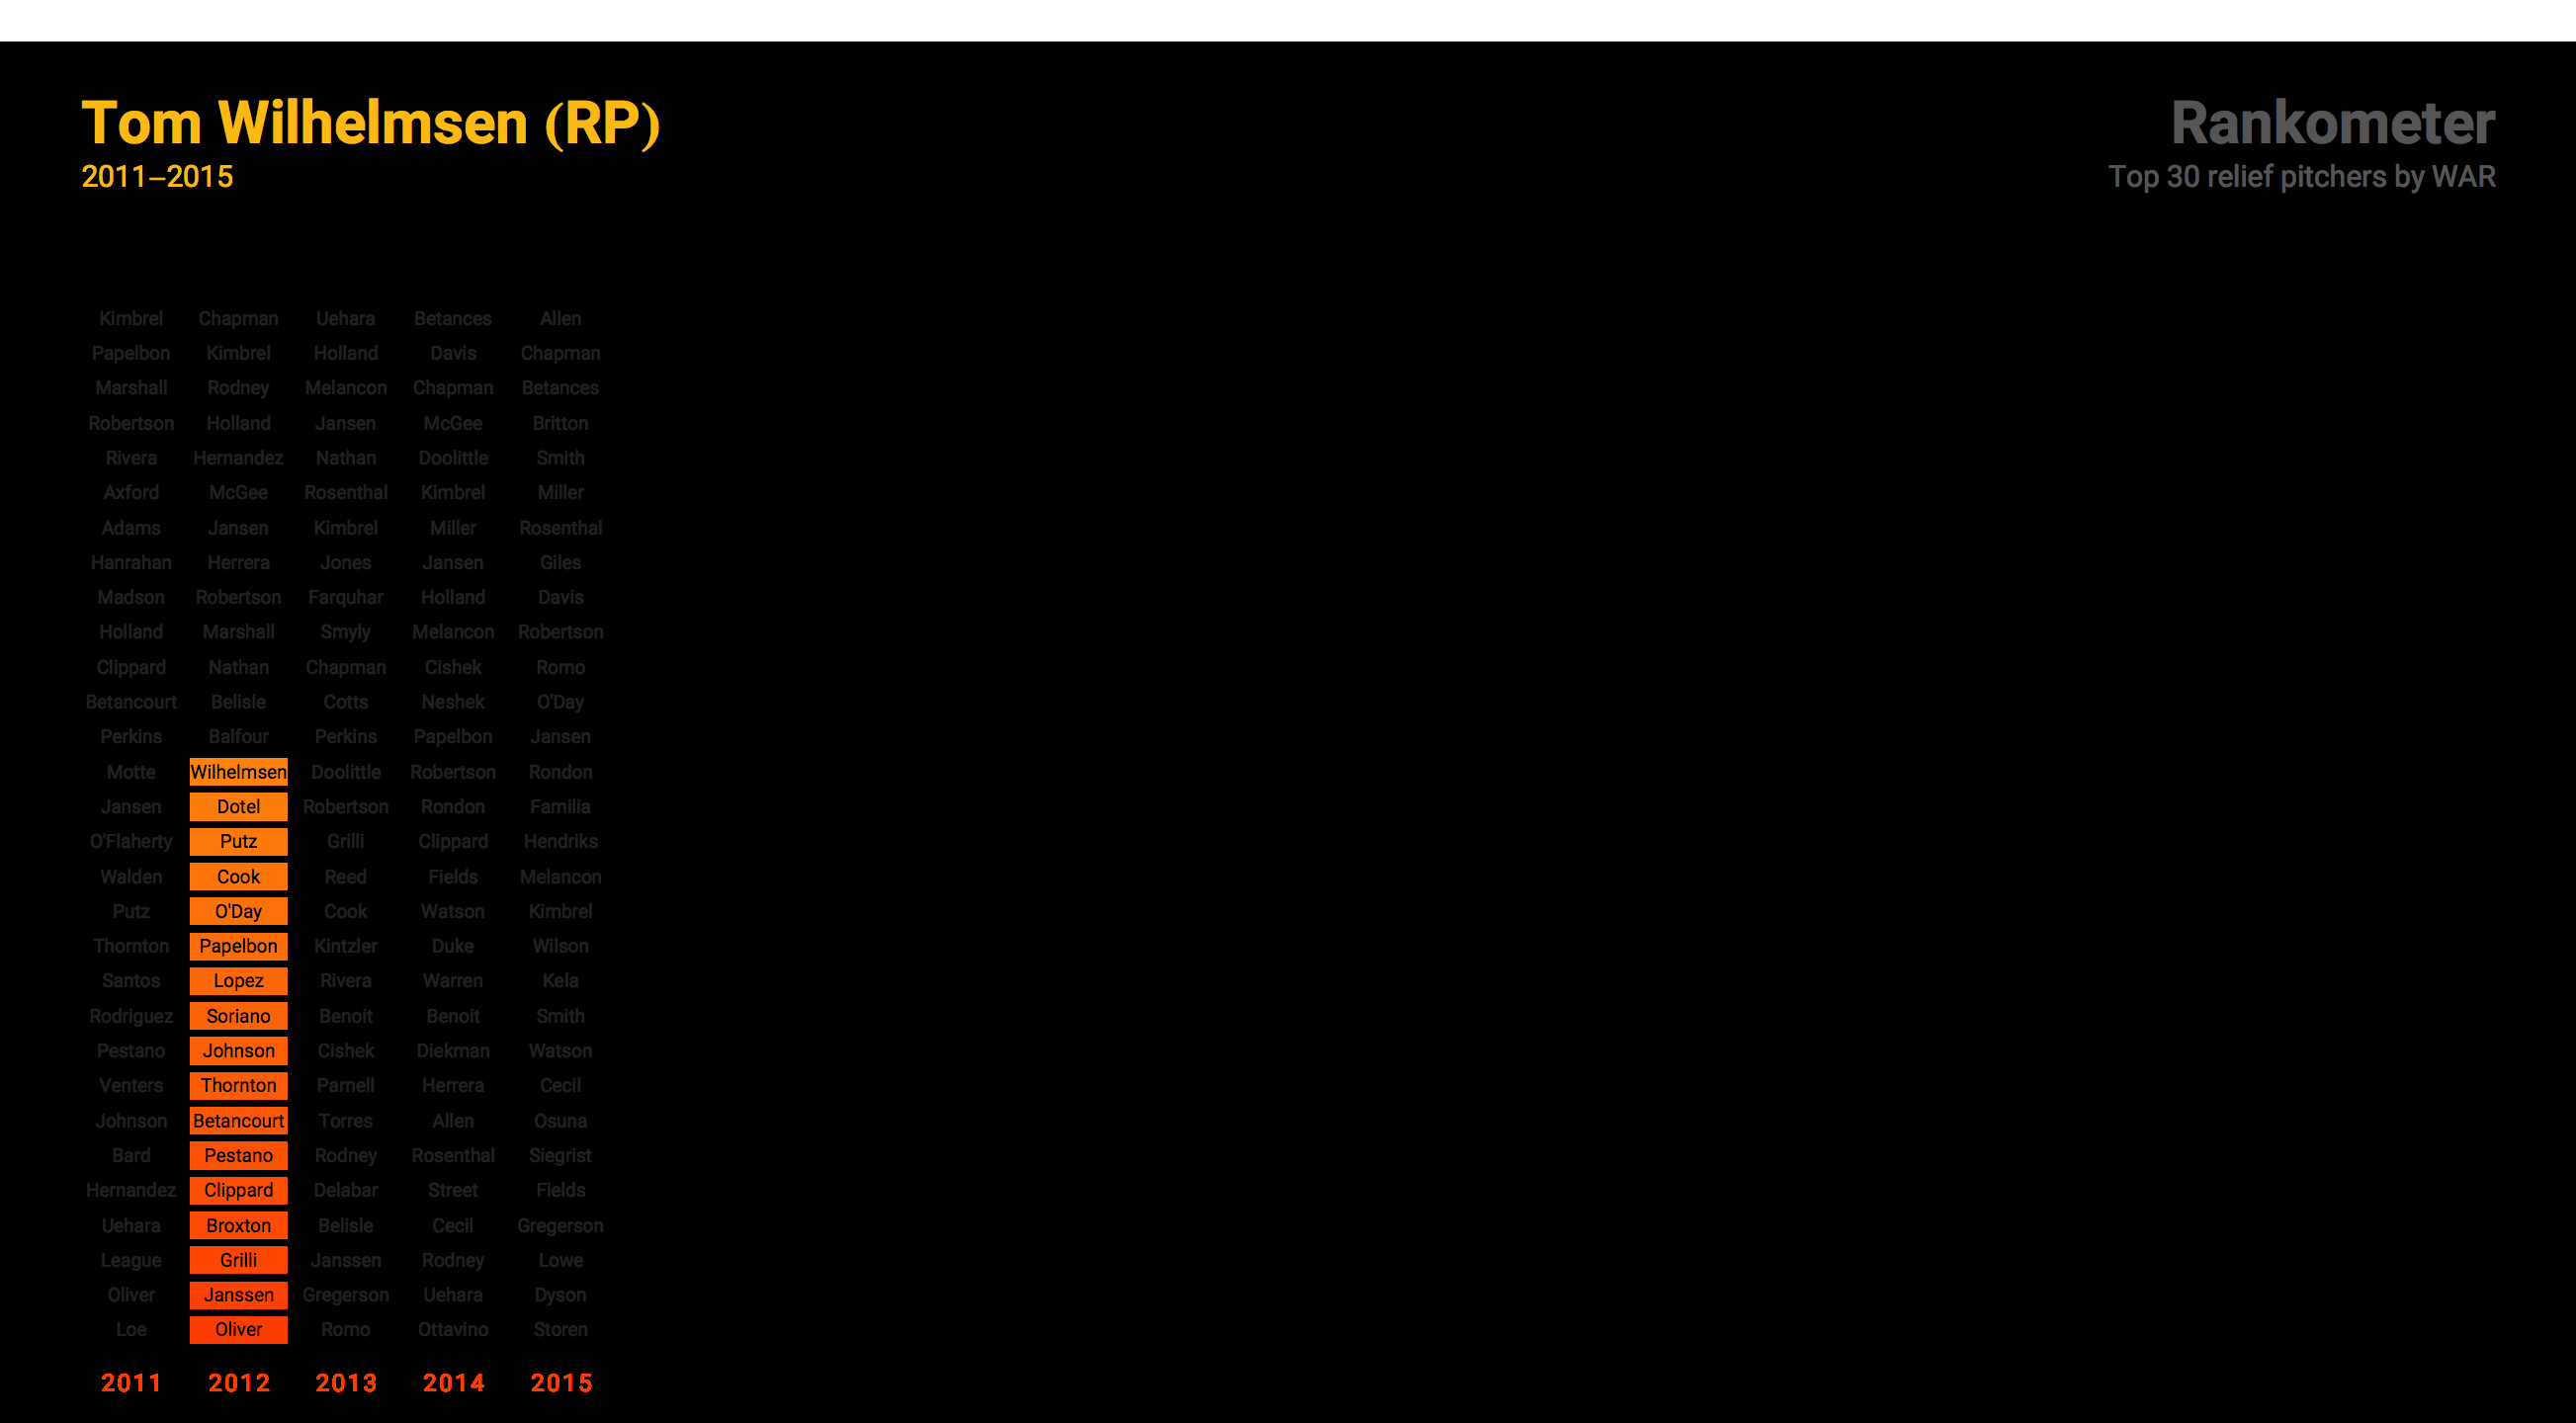 Tom Wilhelmsen (RP)
2011–2015
Rankometer
Top 30 relief pitchers by WAR
Kimbrel Chapman Uehara Betances Allen
Papelbon Kimbrel Holland Davis Chapman
Marshall Rodney Melancon Chapman Betances
Robertson Holland Jansen McGee Britton
Rivera Hernandez Nathan Doolittle Smith
Axford McGee Rosenthal Kimbrel Miller
Adams Jansen Kimbrel Miller Rosenthal
Hanrahan Herrera Jones Jansen Giles
Madson Robertson Farquhar Holland Davis
Holland Marshall Smyly Melancon Robertson
Clippard Nathan Chapman Cishek Romo
Betancourt Belisle Cotts Neshek O'Day
Perkins Balfour Perkins Papelbon Jansen
Motte Wilhelmsen Doolittle Robertson Rondon
Jansen Dotel Robertson Rondon Familia
O'Flaherty Putz Grilli Clippard Hendriks
Walden Cook Reed Fields Melancon
Putz O'Day Cook Watson Kimbrel
Thornton Papelbon Kintzler Duke Wilson
Santos Lopez Rivera Warren Kela
Rodriguez Soriano Benoit Benoit Smith
Pestano Johnson Cishek Diekman Watson
Venters Thornton Parnell Herrera Cecil
Johnson Betancourt Torres Allen Osuna
Bard Pestano Rodney Rosenthal Siegrist
Hernandez Clippard Delabar Street Fields
Uehara Broxton Belisle Cecil Gregerson
League Grilli Janssen Rodney Lowe
Oliver Janssen Gregerson Uehara Dyson
Loe Oliver Romo Ottavino Storen
2011 2012 2013 2014 2015